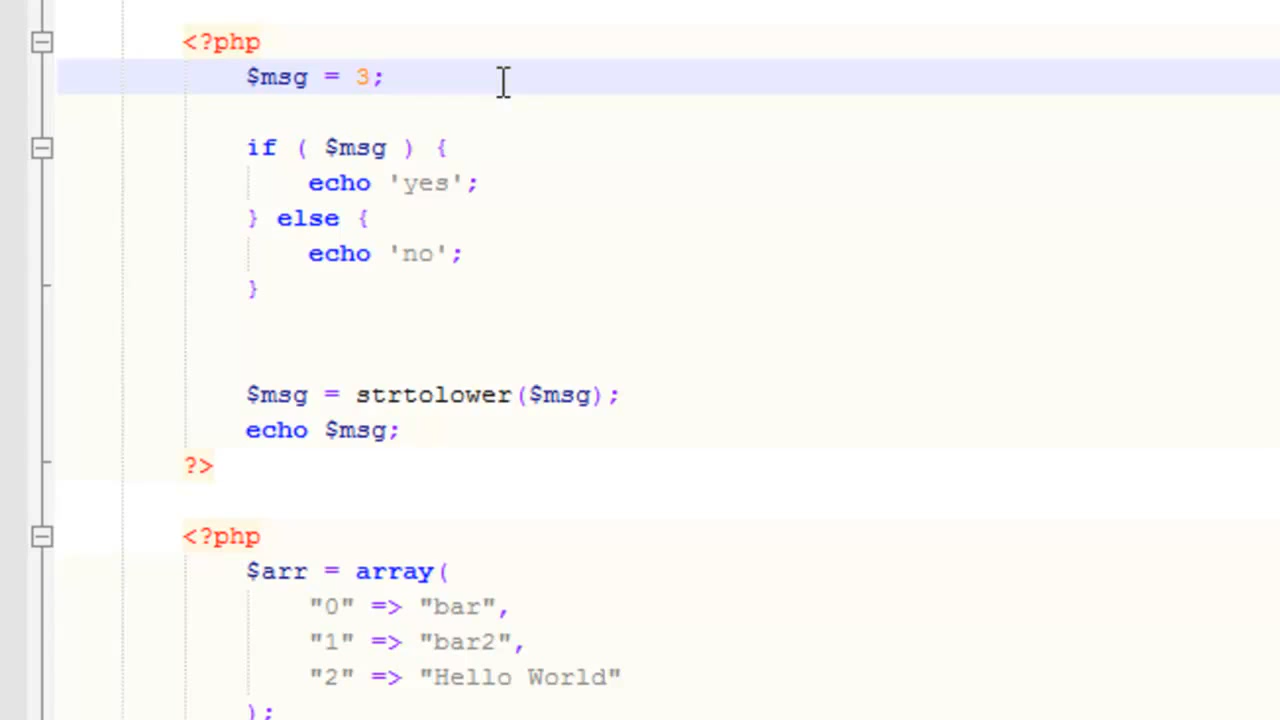 <?php
$msg = 3;
if ( $msg ) {
echo 'yes';
} else {
echo 'no';
}
$msg = strtolower($msg);
echo $msg;
?>
<?php
$arr = array(
"0" => "bar",
"1" => "bar2",
"2" => "Hello World"
);